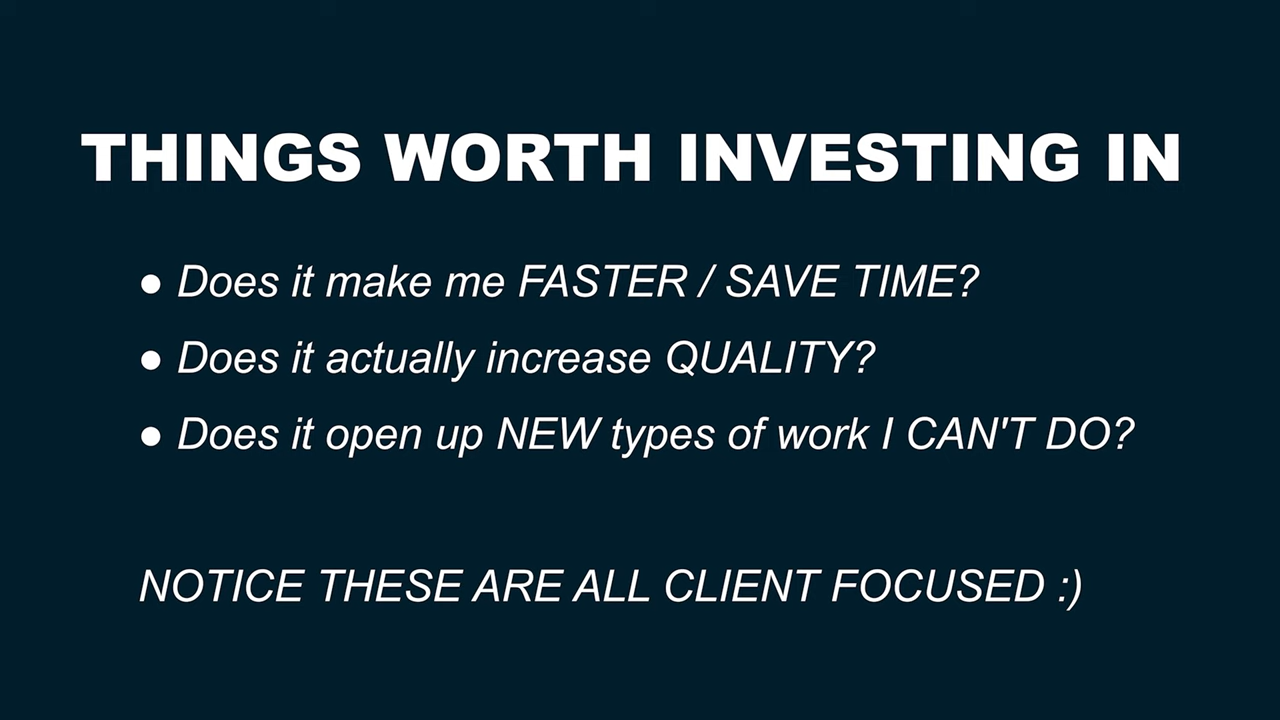 THINGS WORTH INVESTING IN
● Does it make me FASTER / SAVE TIME?
● Does it actually increase QUALITY?
● Does it open up NEW types of work I CAN'T DO?
NOTICE THESE ARE ALL CLIENT FOCUSED :)